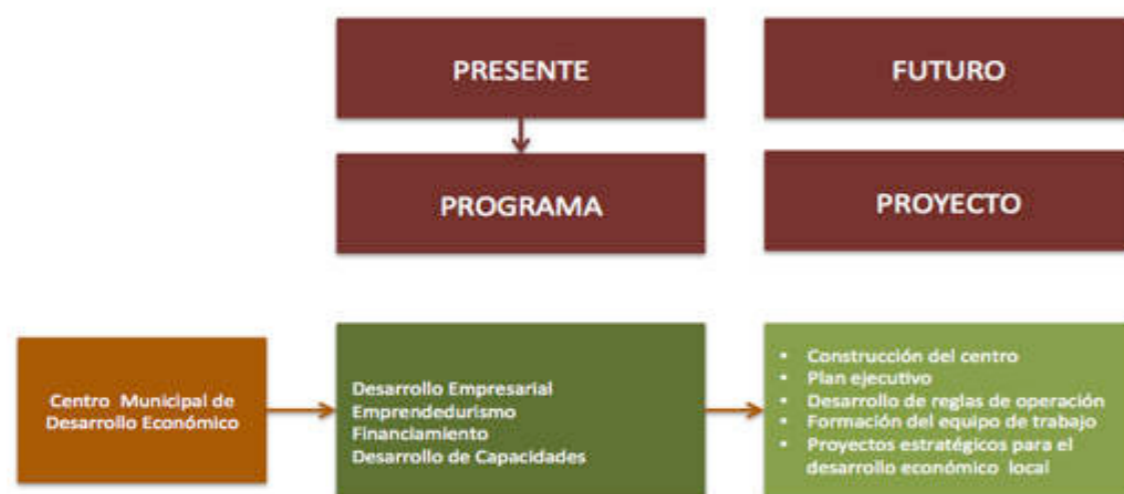 PRESENTE
FUTURO
PROGRAMA
PROYECTO
Centro Municipal de
Desarrollo Económico
Desarrollo Empresarial
Emprendedurismo
Financiamiento
Desarrollo de Capacidades
• Construcción del centro
• Plan ejecutivo
• Desarrollo de reglas de operación
• Formación del equipo de trabajo
• Proyectos estratégicos para el
desarrollo económico local